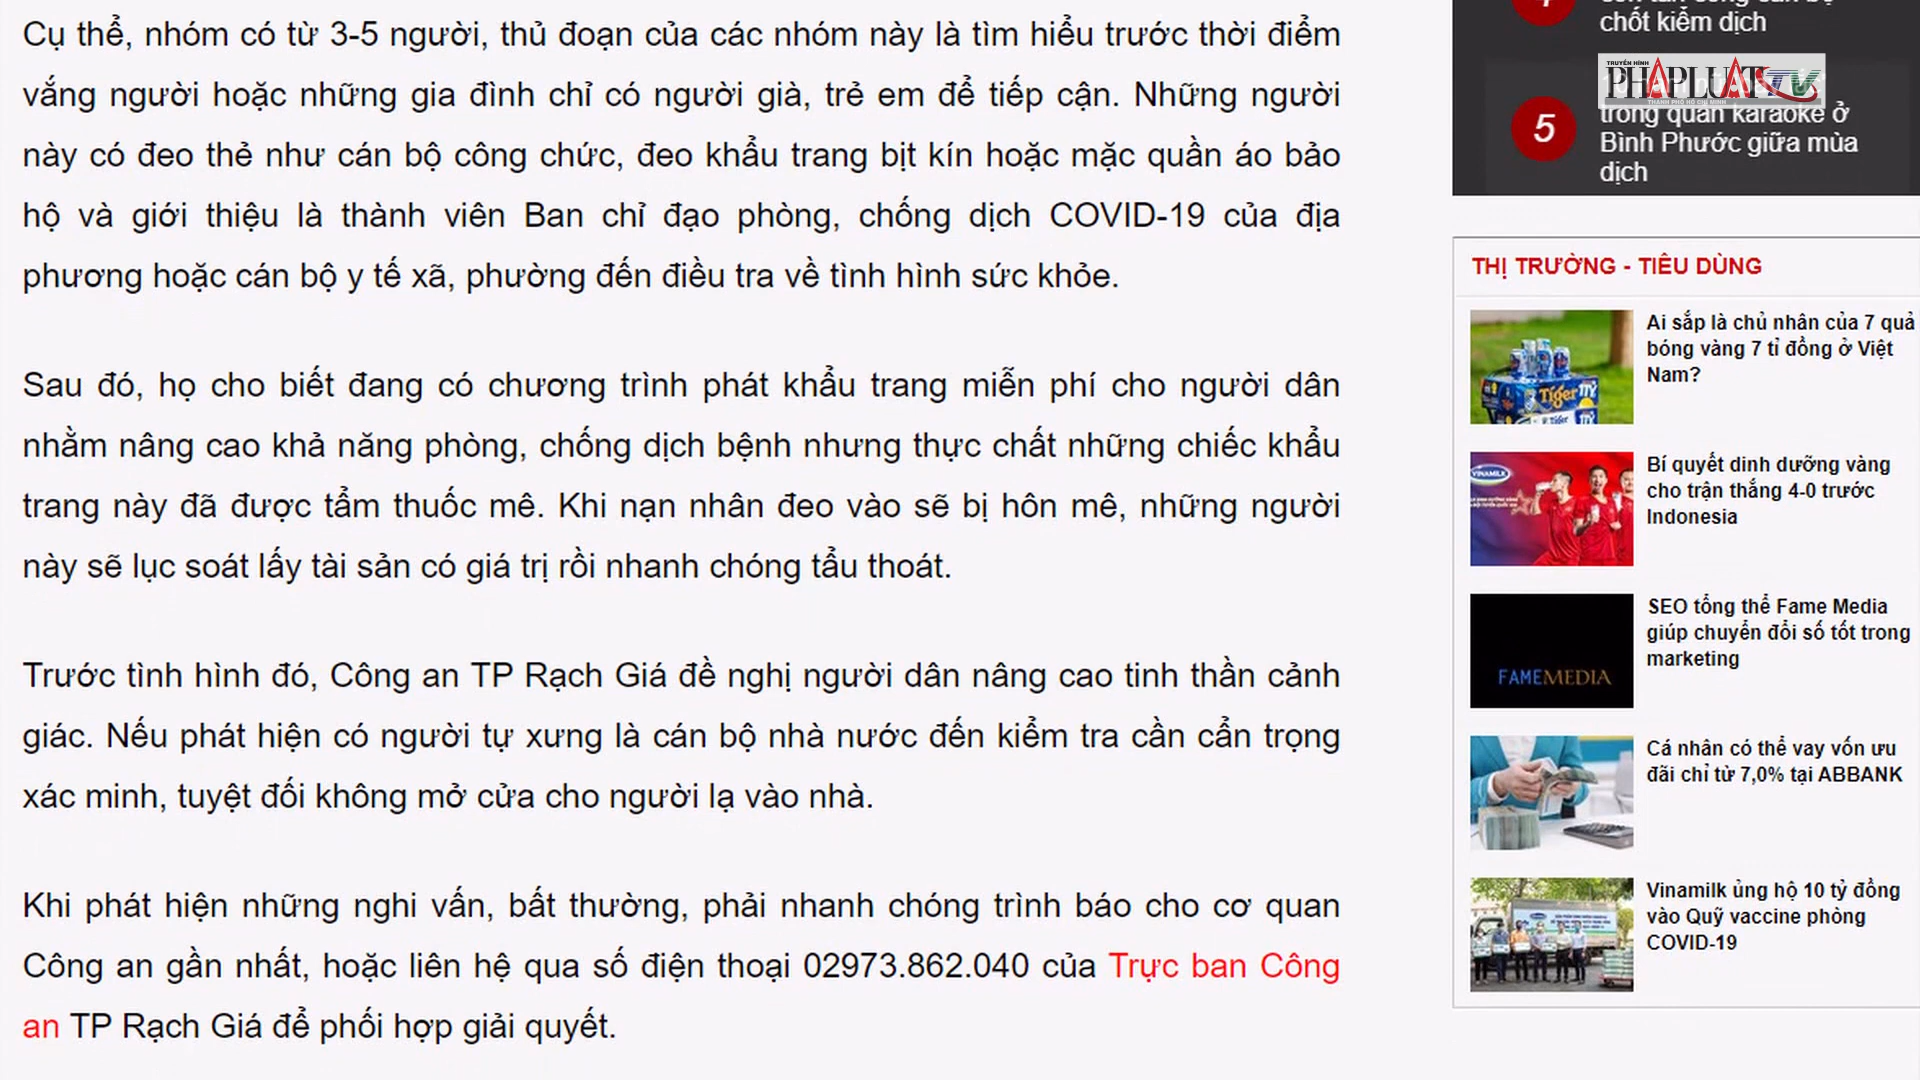 Cụ thể, nhóm có từ 3-5 người, thủ đoạn của các nhóm này là tìm hiểu trước thời điểm
vắng người hoặc những gia đình chỉ có người già, trẻ em để tiếp cận. Những người
này có đeo thẻ như cán bộ công chức, đeo khẩu trang bịt kín hoặc mặc quần áo bảo
hộ và giới thiệu là thành viên Ban chỉ đạo phòng, chống dịch COVID-19 của địa
phương hoặc cán bộ y tế xã, phường đến điều tra về tình hình sức khỏe.
Sau đó, họ cho biết đang có chương trình phát khẩu trang miễn phí cho người dân
nhằm nâng cao khả năng phòng, chống dịch bệnh nhưng thực chất những chiếc khẩu
trang này đã được tẩm thuốc mê. Khi nạn nhân đeo vào sẽ bị hôn mê, những người
này sẽ lục soát lấy tài sản có giá trị rồi nhanh chóng tẩu thoát.
Trước tình hình đó, Công an TP Rạch Giá đề nghị người dân nâng cao tinh thần cảnh
giác. Nếu phát hiện có người tự xưng là cán bộ nhà nước đến kiểm tra cần cẩn trọng
xác minh, tuyệt đối không mở cửa cho người lạ vào nhà.
Khi phát hiện những nghi vấn, bất thường, phải nhanh chóng trình báo cho cơ quan
Công an gần nhất, hoặc liên hệ qua số điện thoại 02973.862.040 của Trực ban Công
an TP Rạch Giá để phối hợp giải quyết.
chốt kiểm dịch
TRUYỀN HÌNH
PHÁPLUẬT TV
THÀNH PHỐ HỒ CHÍ MINH
5
trong quán karaoke ở
Bình Phước giữa mùa
dịch
THỊ TRƯỜNG - TIÊU DÙNG
Ai sắp là chủ nhân của 7 quả
bóng vàng 7 tỉ đồng ở Việt
Nam?
Tiger
Bí quyết dinh dưỡng vàng
cho trận thắng 4-0 trước
Indonesia
VINAMILK
SEO tổng thể Fame Media
giúp chuyển đổi số tốt trong
marketing
FAMEMEDIA
Cá nhân có thể vay vốn ưu
đãi chỉ từ 7,0% tại ABBANK
Vinamilk ủng hộ 10 tỷ đồng
vào Quỹ vaccine phòng
COVID-19